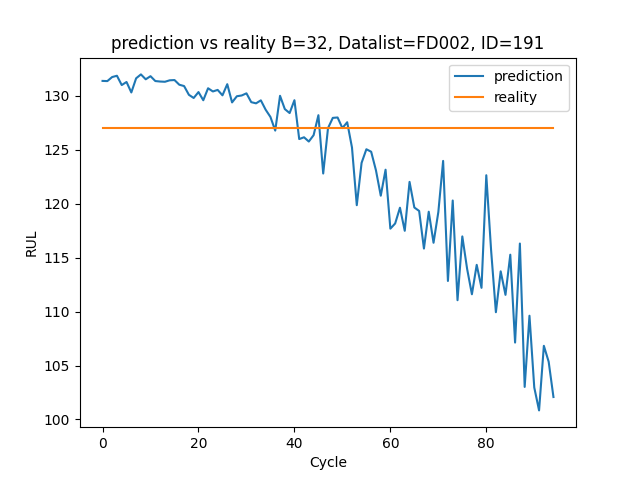 prediction vs reality B=32, Datalist=FD002, ID=191
prediction
reality
130
125
120
115
110
105
100
RUL
0 20 40 60 80
Cycle